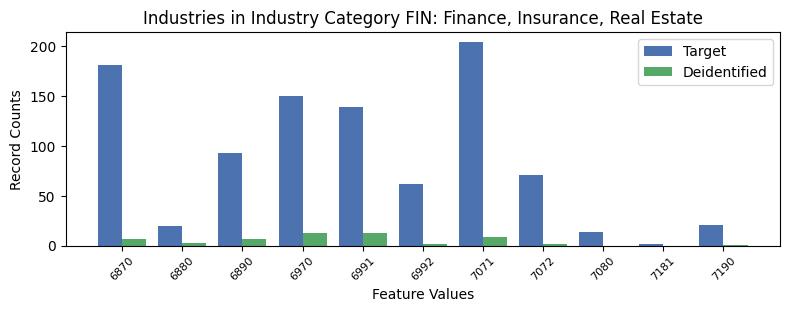 Industries in Industry Category FIN: Finance, Insurance, Real Estate
Target
Deidentified
Record Counts
200
150
100
50
0
6870 6880 6890 6970 6991 6992 7071 7072 7080 7181 7190
Feature Values